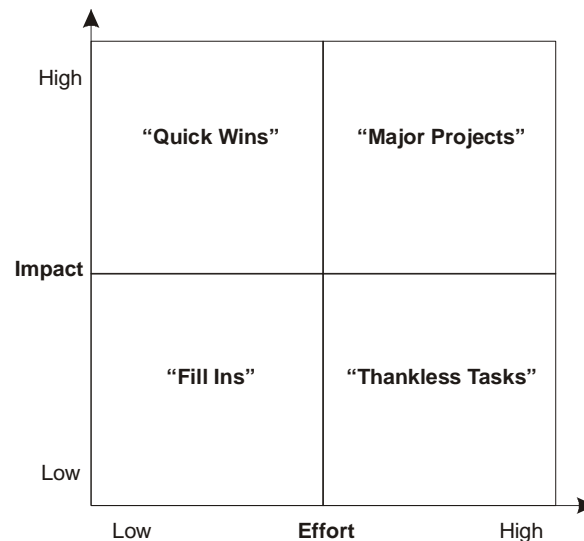 High
“Quick Wins”
“Major Projects”
Impact
“Fill Ins”
“Thankless Tasks”
Low
Low
Effort
High